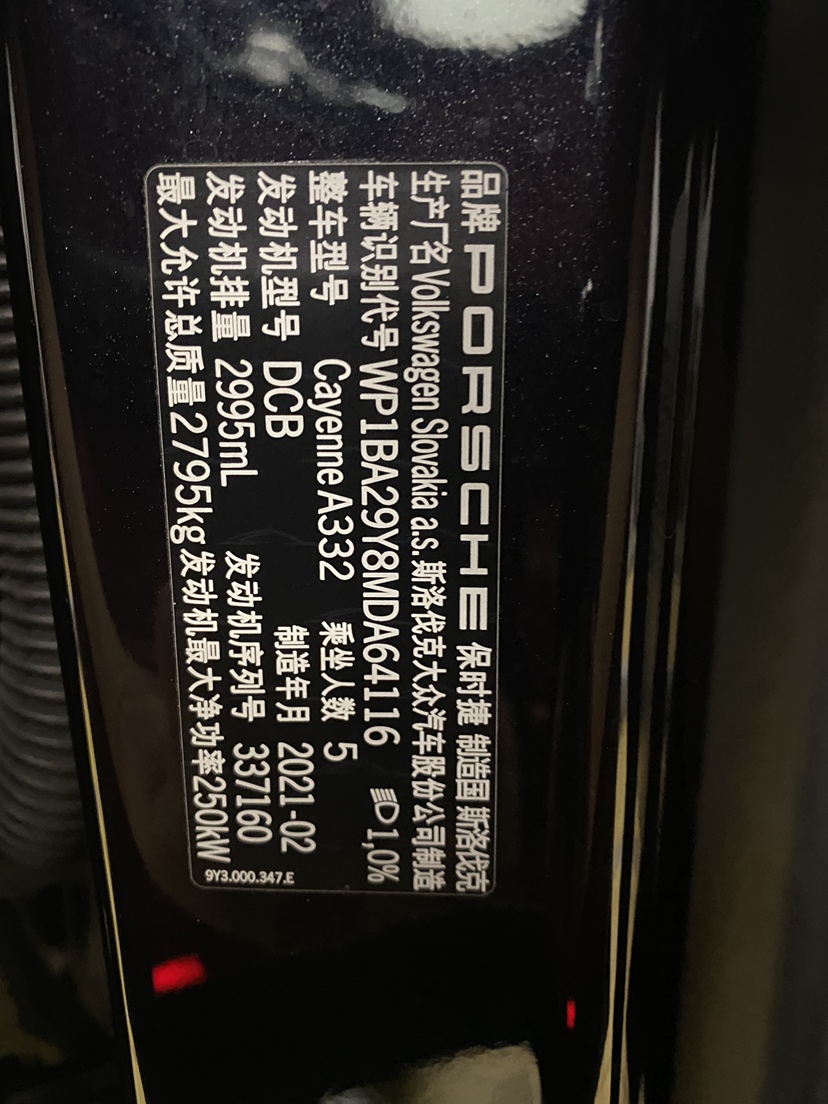 品牌 PORSCHE 保时捷 制造国 斯洛伐克
生产厂名 Volkswagen Slovakia a.s. 斯洛伐克大众汽车股份公司制造
车辆识别代号 WP1BA29Y8MDA64116 1,0%
整车型号 Cayenne A332 乘坐人数 5
发动机型号 DCB 制造年月 2021-02
发动机排量 2995mL 发动机序列号 337160
最大允许总质量 2795kg 发动机最大净功率 250kW
9Y3.000.347.E